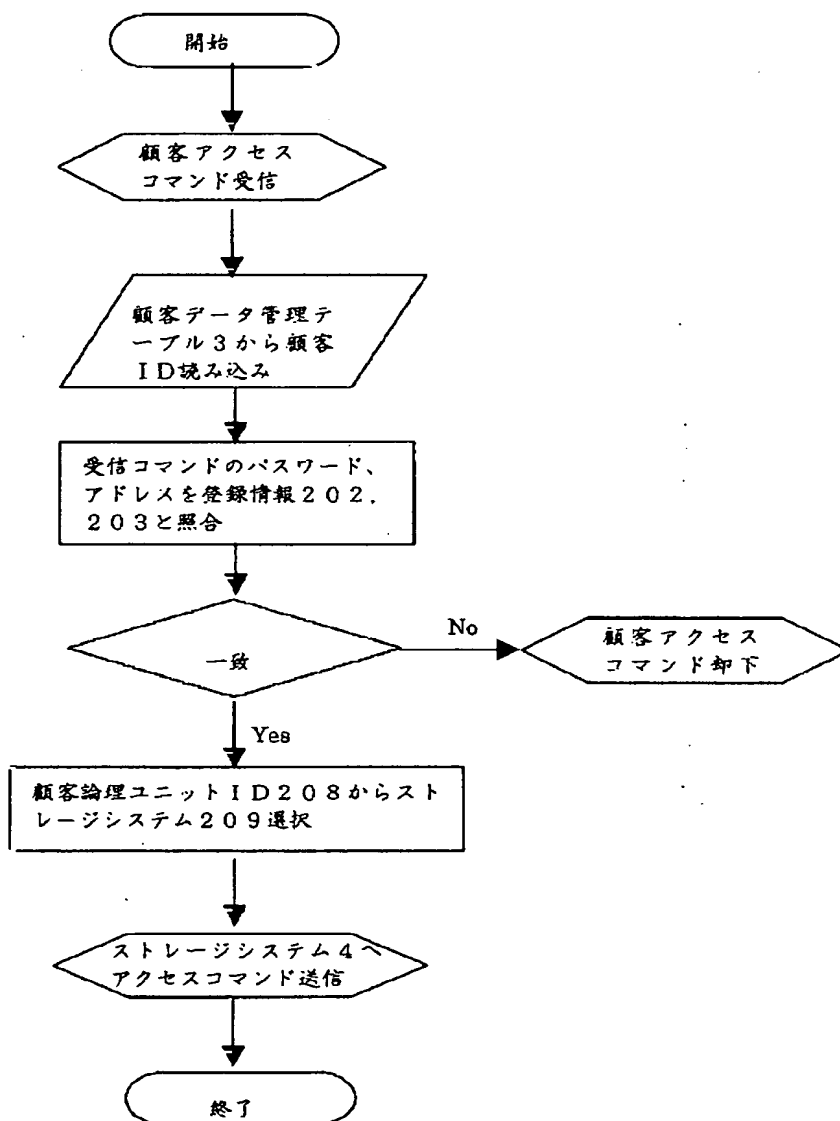 開始
顧客アクセス
コマンド受信
顧客データ管理テ
ーブル３から顧客
ＩＤ読み込み
受信コマンドのパスワード、
アドレスを登録情報２０２，
２０３と照合
一致
No
顧客アクセス
コマンド却下
Yes
顧客論理ユニットＩＤ２０８からスト
レージシステム２０９選択
ストレージシステム４へ
アクセスコマンド送信
終了